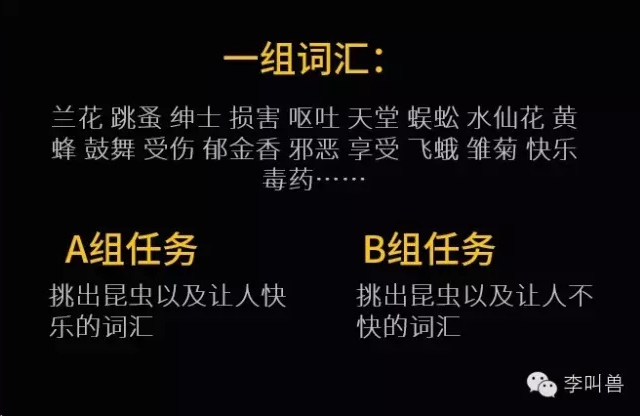 一组词汇：
兰花 跳蚤 绅士 损害 呕吐 天堂 蜈蚣 水仙花 黄
蜂 鼓舞 受伤 郁金香 邪恶 享受 飞蛾 雏菊 快乐
毒药……
A组任务
挑出昆虫以及让人快
乐的词汇
B组任务
挑出昆虫以及让人不
快的词汇
李叫兽